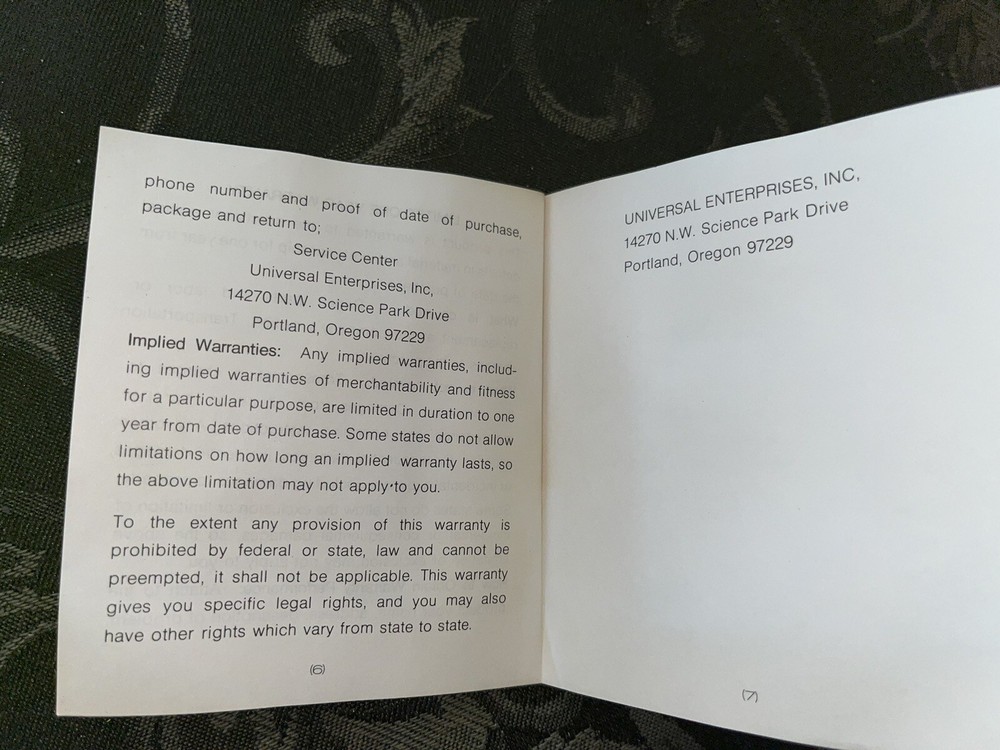 phone number and proof of date of purchase,
package and return to;
Service Center
Universal Enterprises, Inc,
14270 N.W. Science Park Drive
Portland, Oregon 97229
Implied Warranties: Any implied warranties, includ-
ing implied warranties of merchantability and fitness
for a particular purpose, are limited in duration to one
year from date of purchase. Some states do not allow
limitations on how long an implied warranty lasts, so
the above limitation may not apply·to you.
To the extent any provision of this warranty is
prohibited by federal or state, law and cannot be
preempted, it shall not be applicable. This warranty
gives you specific legal rights, and you may also
have other rights which vary from state to state.
(6)
UNIVERSAL ENTERPRISES, INC,
14270 N.W. Science Park Drive
Portland, Oregon 97229
(7)